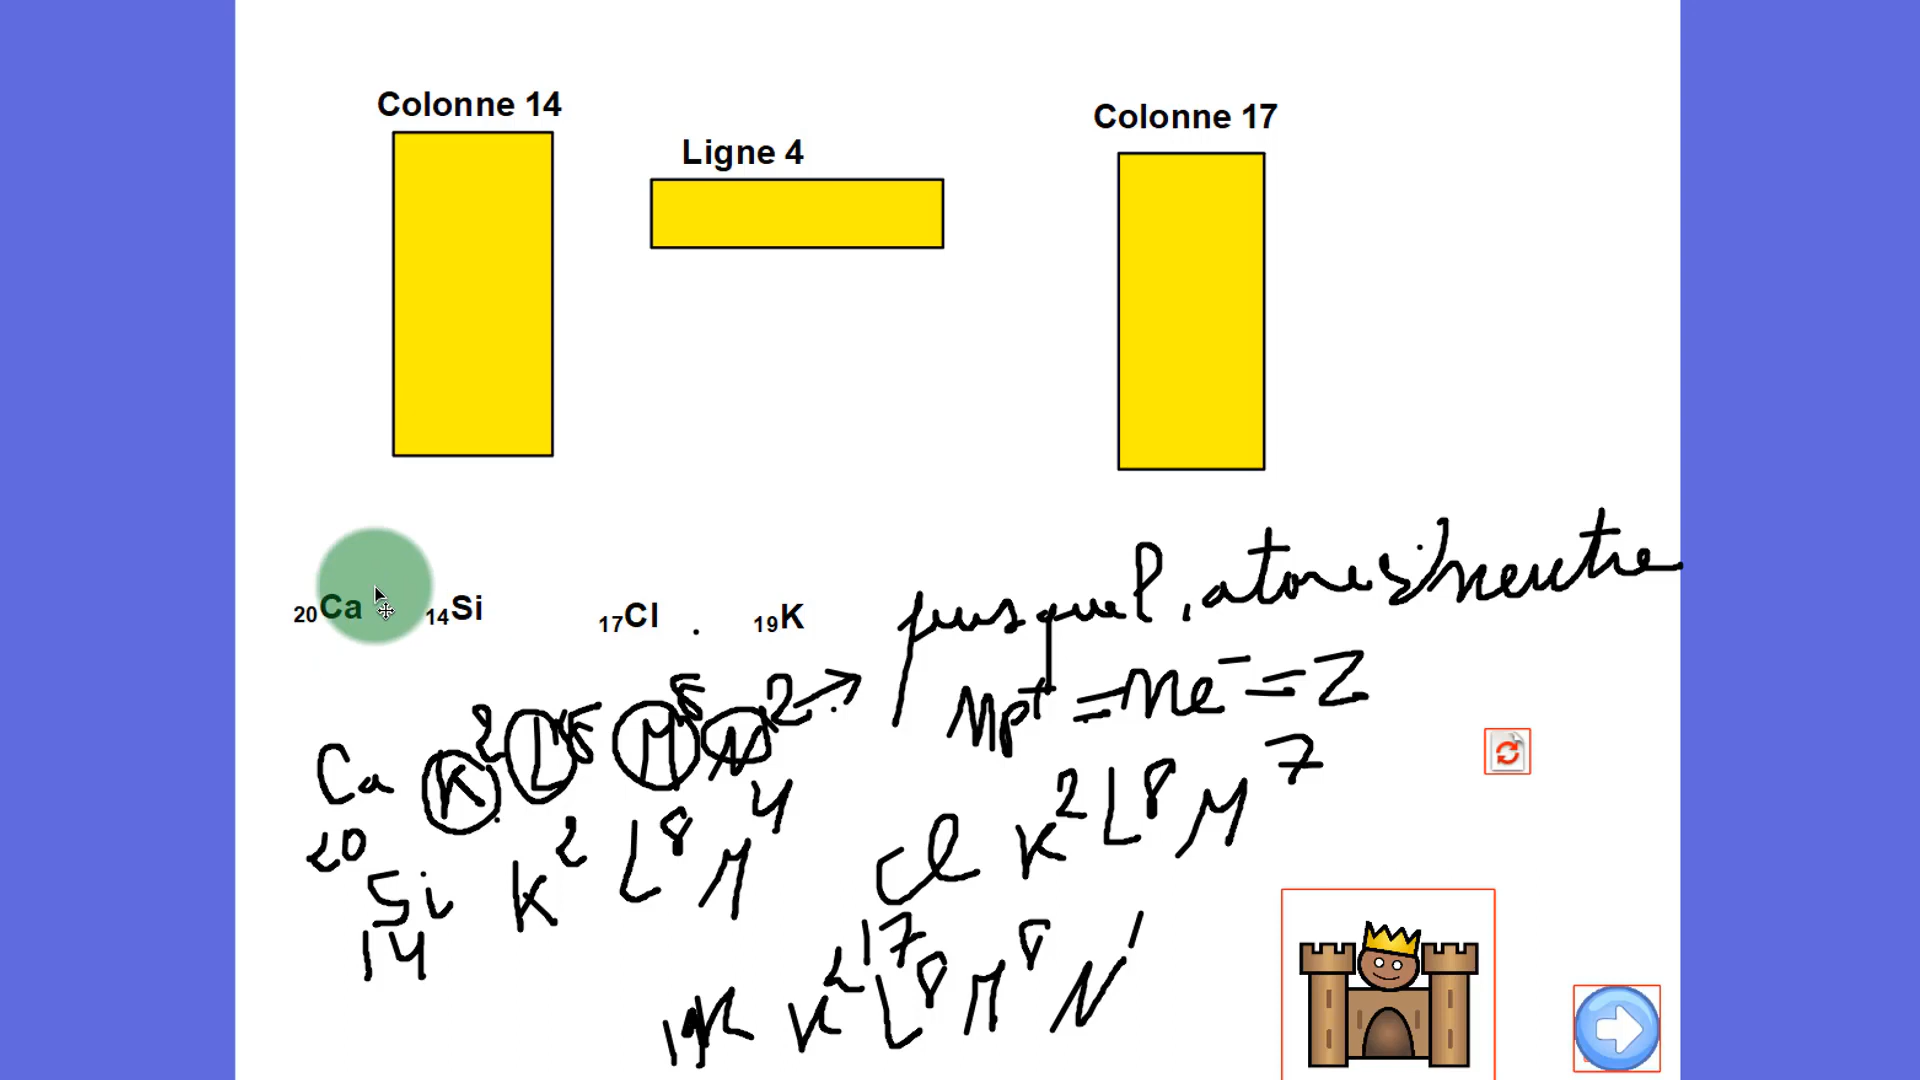 Colonne 14
Ligne 4
Colonne 17
20Ca 14Si 17Cl . 19K
puisque l'atome est neutre
Np+ = ne- = Z
Ca K2 L8 M8 N2 →
20
Si K2 L8 M4
14
Cl K2 L8 M7
17
19K K2 L8 M8 N1